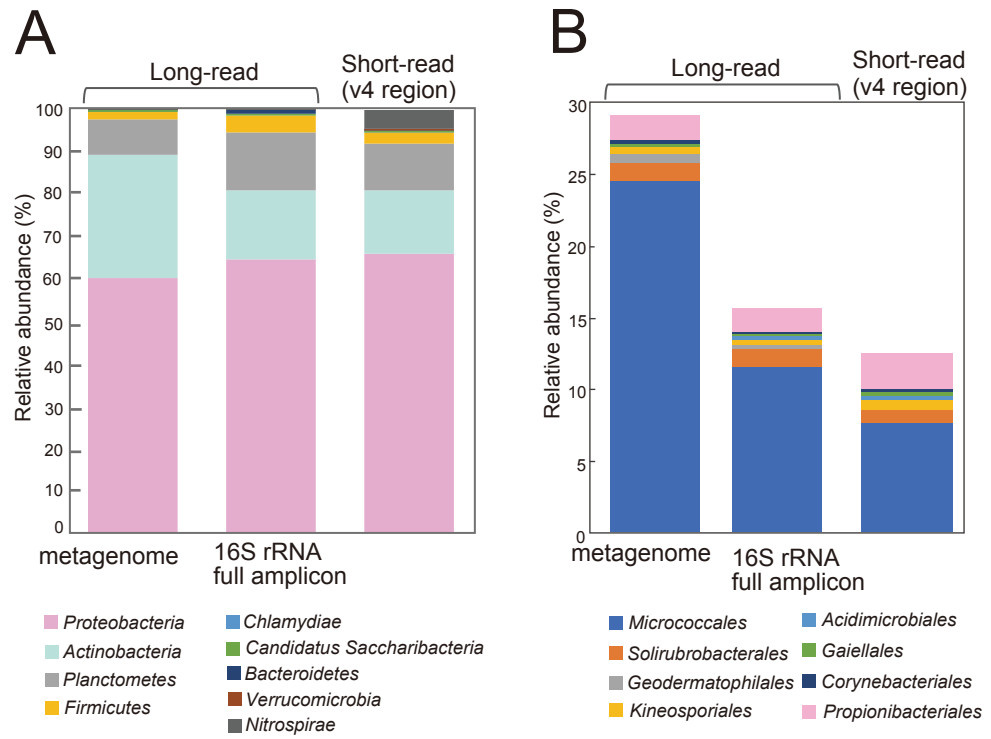 A
Long-read
Short-read
(v4 region)
Relative abundance (%)
100
90
80
70
60
50
40
30
20
10
0
metagenome
16S rRNA
full amplicon
Proteobacteria
Actinobacteria
Planctometes
Firmicutes
Chlamydiae
Candidatus Saccharibacteria
Bacteroidetes
Verrucomicrobia
Nitrospirae
B
Long-read
Short-read
(v4 region)
Relative abundance (%)
30
25
20
15
10
5
0
metagenome
16S rRNA
full amplicon
Micrococcales
Solirubrobacterales
Geodermatophilales
Kineosporiales
Acidimicrobiales
Gaiellales
Corynebacteriales
Propionibacteriales